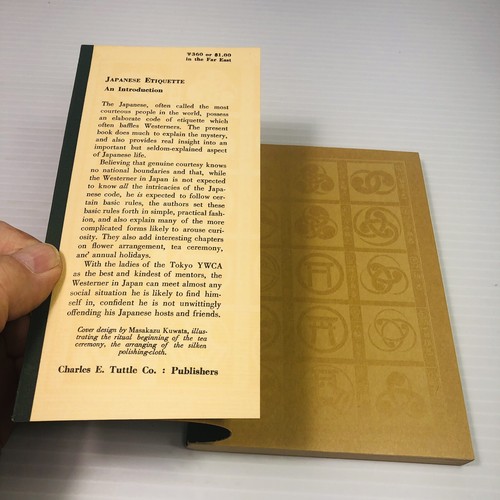 ¥360 or $1.00
in the Far East
JAPANESE ETIQUETTE
An Introduction
The Japanese, often called the most
courteous people in the world, possess
an elaborate code of etiquette which
often baffles Westerners. The present
book does much to explain the mystery,
and also provides real insight into an
important but seldom-explained aspect
of Japanese life.
Believing that genuine courtesy knows
no national boundaries and that, while
the Westerner in Japan is not expected
to know all the intricacies of the Japa-
nese code, he is expected to follow cer-
tain basic rules, the authors set these
basic rules forth in simple, practical fash-
ion, and also explain many of the more
complicated forms likely to arouse curi-
osity. They also add interesting chapters
on flower arrangement, tea ceremony,
and annual holidays.
With the ladies of the Tokyo YWCA
as the best and kindest of mentors, the
Westerner in Japan can meet almost any
social situation he is likely to find him-
self in, confident he is not unwittingly
offending his Japanese hosts and friends.
Cover design by Masakazu Kuwata, illus-
trating the ritual beginning of the tea
ceremony, the arranging of the silken
polishing-cloth.
Charles E. Tuttle Co. : Publishers